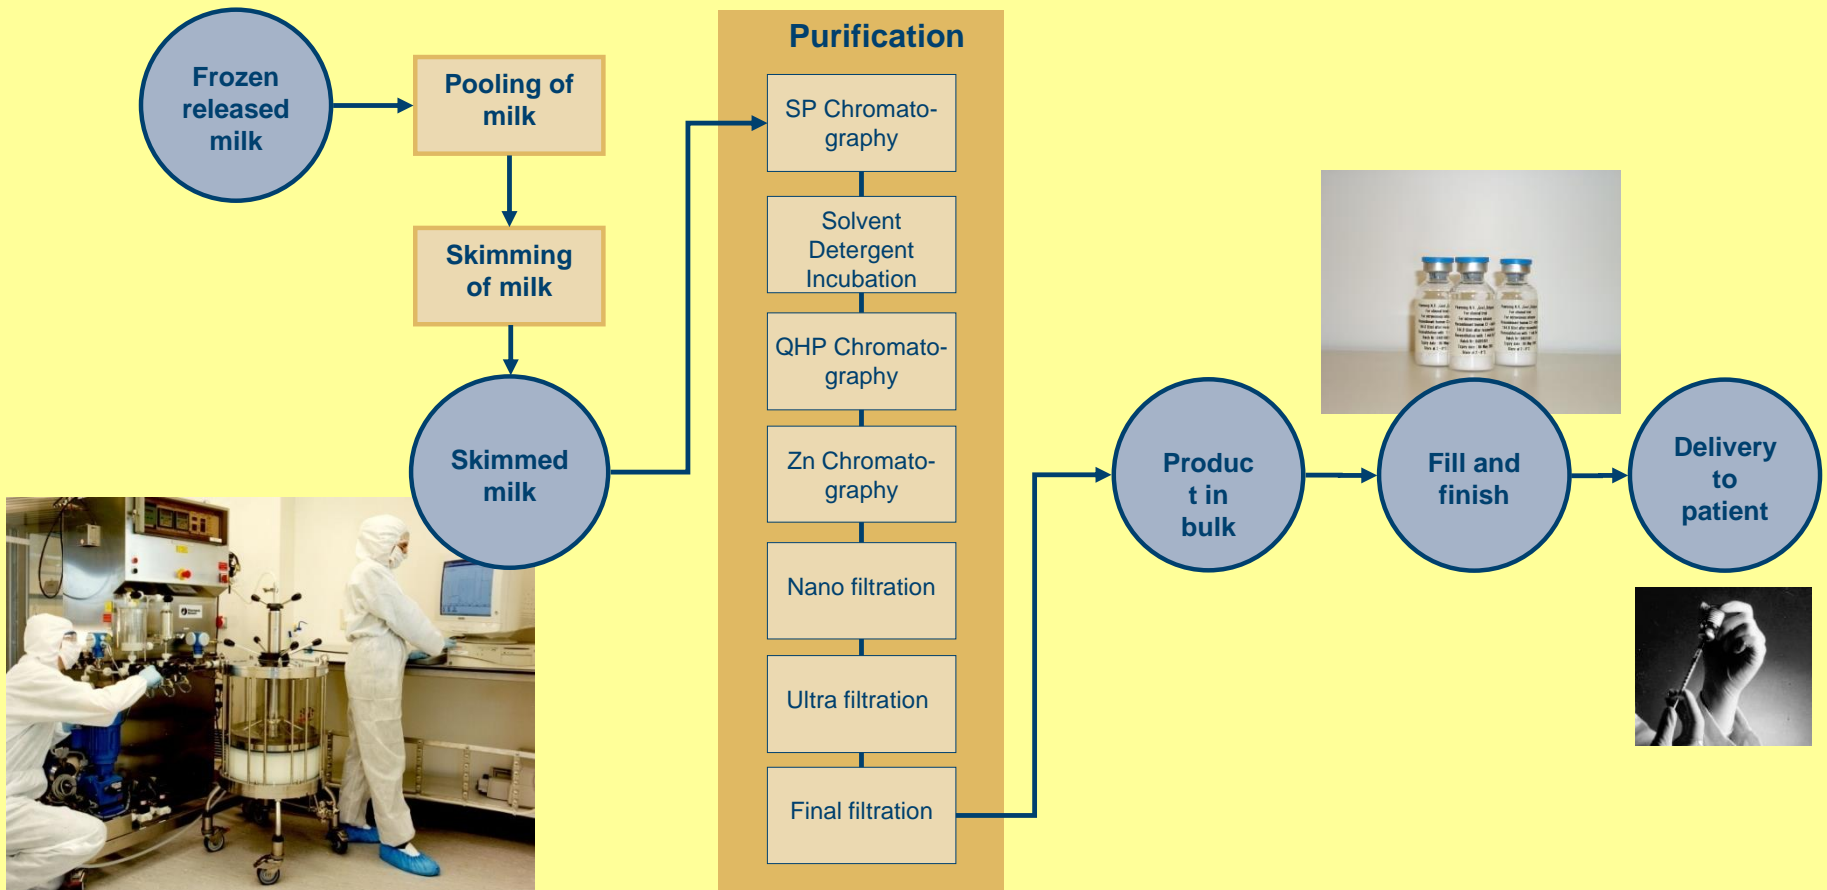 Frozen
released
milk
Pooling of
milk
Skimming
of milk
Skimmed
milk
Purification
SP Chromato-
graphy
Solvent
Detergent
Incubation
QHP Chromato-
graphy
Zn Chromato-
graphy
Nano filtration
Ultra filtration
Final filtration
Produc
t in
bulk
Fill and
finish
Delivery
to
patient